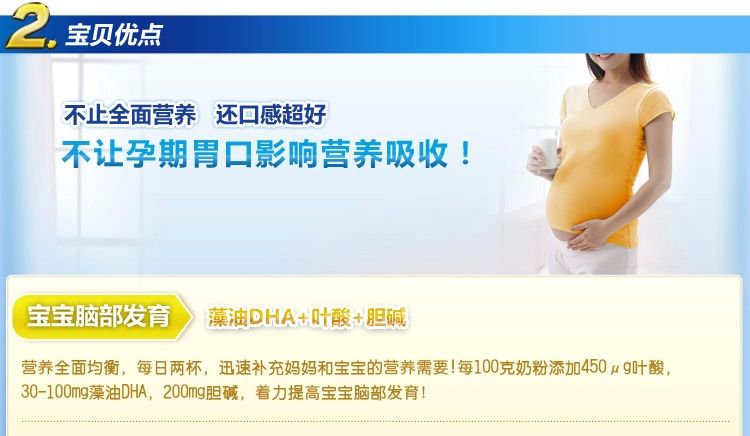 2. 宝贝优点
不止全面营养 还口感超好
不让孕期胃口影响营养吸收！
宝宝脑部发育 藻油DHA+叶酸+胆碱
营养全面均衡，每日两杯，迅速补充妈妈和宝宝的营养需要！每100克奶粉添加450μg叶酸，
30-100mg藻油DHA，200mg胆碱，着力提高宝宝脑部发育！